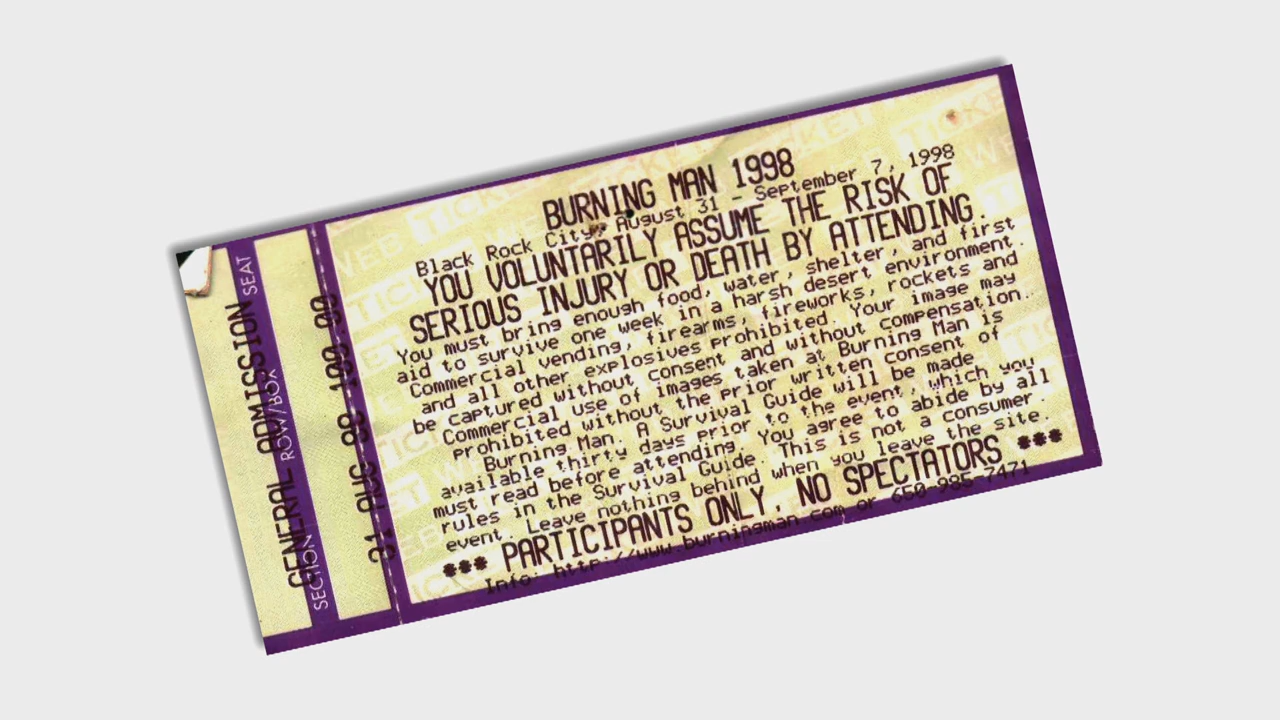 BURNING MAN 1998
Black Rock City, August 31 - September 7, 1998
YOU VOLUNTARILY ASSUME THE RISK OF
SERIOUS INJURY OR DEATH BY ATTENDING.
You must bring enough food, water, shelter, and first
aid to survive one week in a harsh desert environment.
Commercial vending, firearms, fireworks, rockets and
and all other explosives prohibited. Your image may
be captured without consent and without compensation.
Commercial use of images taken at Burning Man is
prohibited without the prior written consent of
Burning Man. A Survival Guide will be made
available thirty days prior to the event, which you
must read before attending. You agree to abide by all
rules in the Survival Guide. This is not a consumer
event. Leave nothing behind when you leave the site.
*** PARTICIPANTS ONLY. NO SPECTATORS ***
Info: http://www.burningman.com or 650-985-7471
GENERAL ADMISSION
SECTION ROW/BOX SEAT
31 AUG 98 100.00
WEB TICKET